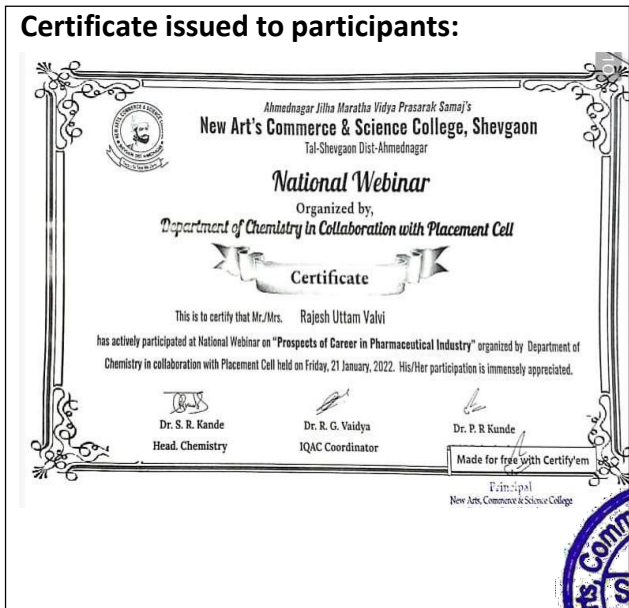 Certificate issued to participants:
Ahmednagar Jilha Maratha Vidya Prasarak Samaj's
New Art's Commerce & Science College, Shevgaon
Tal-Shevgaon Dist-Ahmednagar
National Webinar
Organized by,
Department of Chemistry in Collaboration with Placement Cell
Certificate
This is to certify that Mr./Mrs. Rajesh Uttam Valvi
has actively participated at National Webinar on "Prospects of Career in Pharmaceutical Industry" organized by Department of
Chemistry in collaboration with Placement Cell held on Friday, 21 January, 2022. His/Her participation is immensely appreciated.
Dr. S. R. Kande
Head. Chemistry
Dr. R. G. Vaidya
IQAC Coordinator
Dr. P. R Kunde
Made for free with Certify'em
Principal
New Arts, Commerce & Science College